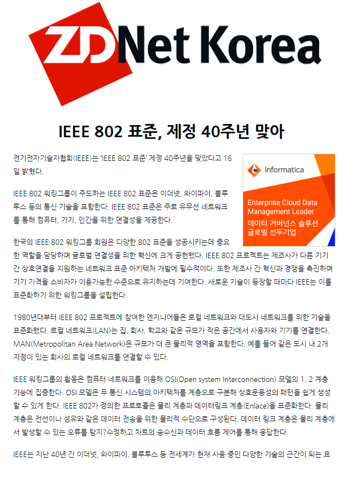 ZDNet Korea
IEEE 802 표준, 제정 40주년 맞아
전기전자기술자협회(IEEE)는 'IEEE 802 표준' 제정 40주년을 맞았다고 16
일 밝혔다.
IEEE 802 워킹그룹이 주도하는 IEEE 802 표준은 이더넷, 와이파이, 블루
투스 등의 통신 기술을 포함한다. IEEE 802 표준은 주로 유무선 네트워크
를 통해 컴퓨터, 기기, 인간을 위한 연결성을 제공한다.
Informatica
Enterprise Cloud Data
Management Leader
데이터 거버넌스 솔루션
글로벌 선두기업
한국의 IEEE 802 워킹그룹 회원은 다양한 802 표준을 성공시키는데 중요
한 역할을 담당하며 글로벌 연결성을 위한 혁신에 크게 공헌했다. IEEE 802 프로젝트는 제조사가 다른 기기
간 상호연결을 지원하는 네트워크 표준 아키텍처 개발에 필수적이다. 또한 제조사 간 혁신과 경쟁을 촉진하며
기기 가격을 소비자가 이용가능한 수준으로 유지하는데 기여한다. 새로운 기술이 등장할 때마다 IEEE는 이를
표준화하기 위한 워킹그룹을 설립한다.
1980년대부터 IEEE 802 프로젝트에 참여한 엔지니어들은 로컬 네트워크와 대도시 네트워크를 위한 기술을
표준화했다. 로컬 네트워크(LAN)는 집, 회사, 학교와 같은 규모가 작은 공간에서 사용자와 기기를 연결한다.
MAN(Metropolitan Area Network)은 규모가 더 큰 물리적 영역을 포함한다. 예를 들어 같은 도시 내 2개
지점이 있는 회사의 로컬 네트워크를 연결할 수 있다.
IEEE 워킹그룹의 활동은 컴퓨터 네트워크를 이용해 OSI(Open system Interconnection) 모델의 1, 2 계층
기능에 집중한다. OSI 모델은 두 통신 시스템의 아키텍처를 계층으로 구분해 상호운용성의 패턴을 쉽게 생성
할 수 있게 한다. IEEE 802가 정의한 프로토콜은 물리 계층과 데이터링크 계층(Enlace)을 표준화한다. 물리
계층은 전선이나 섬유와 같은 데이터 전송을 위한 물리적 수단으로 구성된다. 데이터 링크 계층은 물리 계층에
서 발생할 수 있는 오류를 탐지?수정하고 차트의 송수신과 데이터 흐름 제어를 통해 응답한다.
IEEE는 지난 40년 간 이더넷, 와이파이, 블루투스 등 전세계가 현재 사용 중인 다양한 기술의 근간이 되는 표